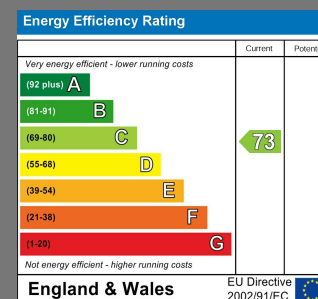 Energy Efficiency Rating
Current
Very energy efficient - lower running costs
(92 plus) A
(81-91) B
(69-80) C
73
(55-68) D
(39-54) E
(21-38) F
(1-20) G
Not energy efficient - higher running costs
England & Wales
EU Directive
2002/91/EC